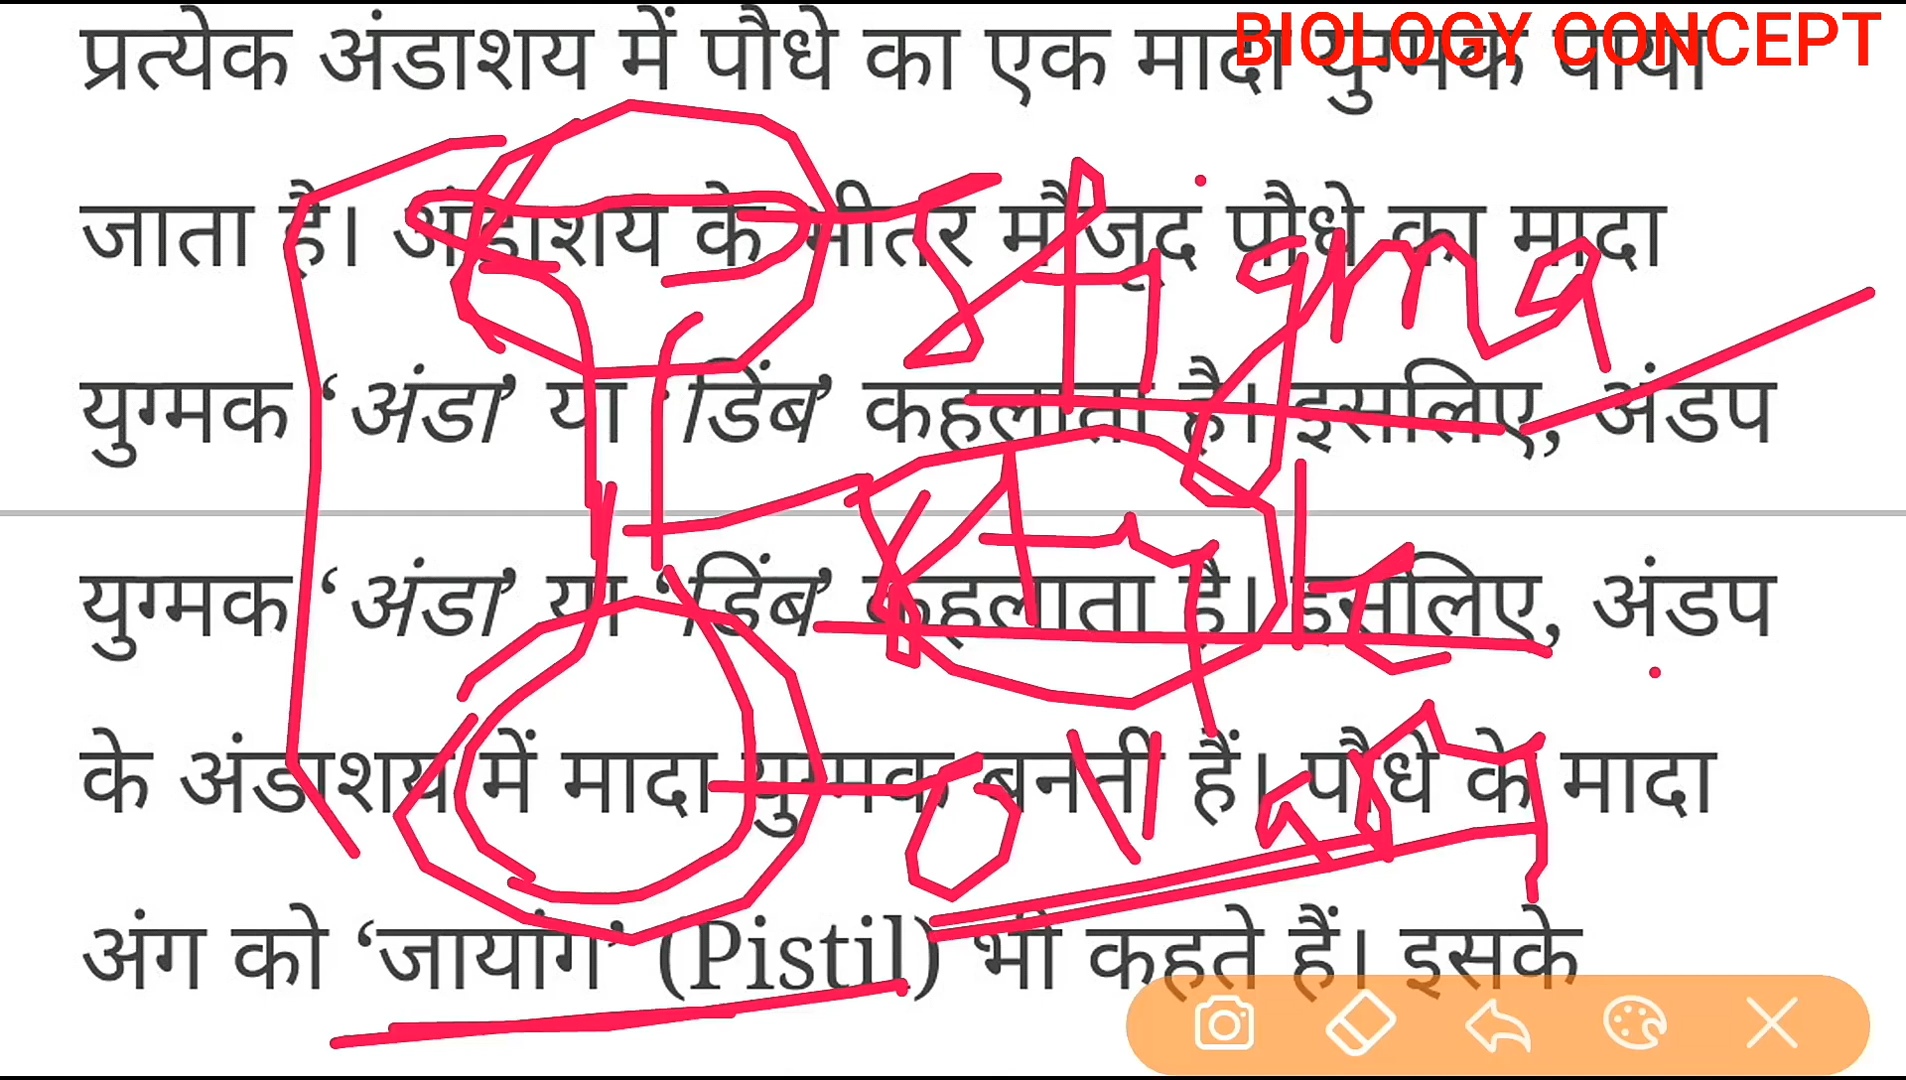 BIOLOGY CONCEPT
प्रत्येक अंडाशय में पौधे का एक मादा युग्मक पाया
जाता है। अंडाशय के भीतर मौजूद पौधे का मादा
stigma
युग्मक ‘अंडा’ या ‘डिंब’ कहलाता है। इसलिए, अंडप
युग्मक ‘अंडा’ या ‘डिंब’ कहलाता है। इसलिए, अंडप
style
के अंडाशय में मादा युग्मक बनती हैं। पौधे के मादा
ovary
अंग को ‘जायांग’ (Pistil) भी कहते हैं। इसके